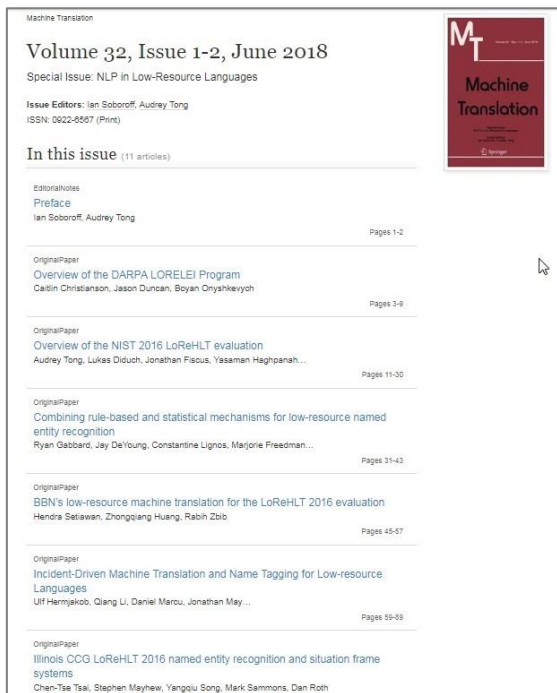 Machine Translation
Volume 32, Issue 1-2, June 2018
Special Issue: NLP in Low-Resource Languages
Issue Editors: Ian Soboroff, Audrey Tong
ISSN: 0922-6567 (Print)
In this issue (11 articles)
EditorialNotes
Preface
Ian Soboroff, Audrey Tong
Pages 1-2
OriginalPaper
Overview of the DARPA LORELEI Program
Caitlin Christianson, Jason Duncan, Boyan Onyshkevych
Pages 3-9
OriginalPaper
Overview of the NIST 2016 LoReHLT evaluation
Audrey Tong, Lukas Diduch, Jonathan Fiscus, Yasaman Haghpanah...
Pages 11-30
OriginalPaper
Combining rule-based and statistical mechanisms for low-resource named
entity recognition
Ryan Gabbard, Jay DeYoung, Constantine Lignos, Marjorie Freedman...
Pages 31-43
OriginalPaper
BBN's low-resource machine translation for the LoReHLT 2016 evaluation
Hendra Setiawan, Zhongqiang Huang, Rabih Zbib
Pages 45-57
OriginalPaper
Incident-Driven Machine Translation and Name Tagging for Low-resource
Languages
Ulf Hermjakob, Qiang Li, Daniel Marcu, Jonathan May...
Pages 59-89
OriginalPaper
Illinois CCG LoReHLT 2016 named entity recognition and situation frame
systems
Chen-Tse Tsai, Stephen Mayhew, Yangqiu Song, Mark Sammons, Dan Roth
MT
Machine
Translation
Springer